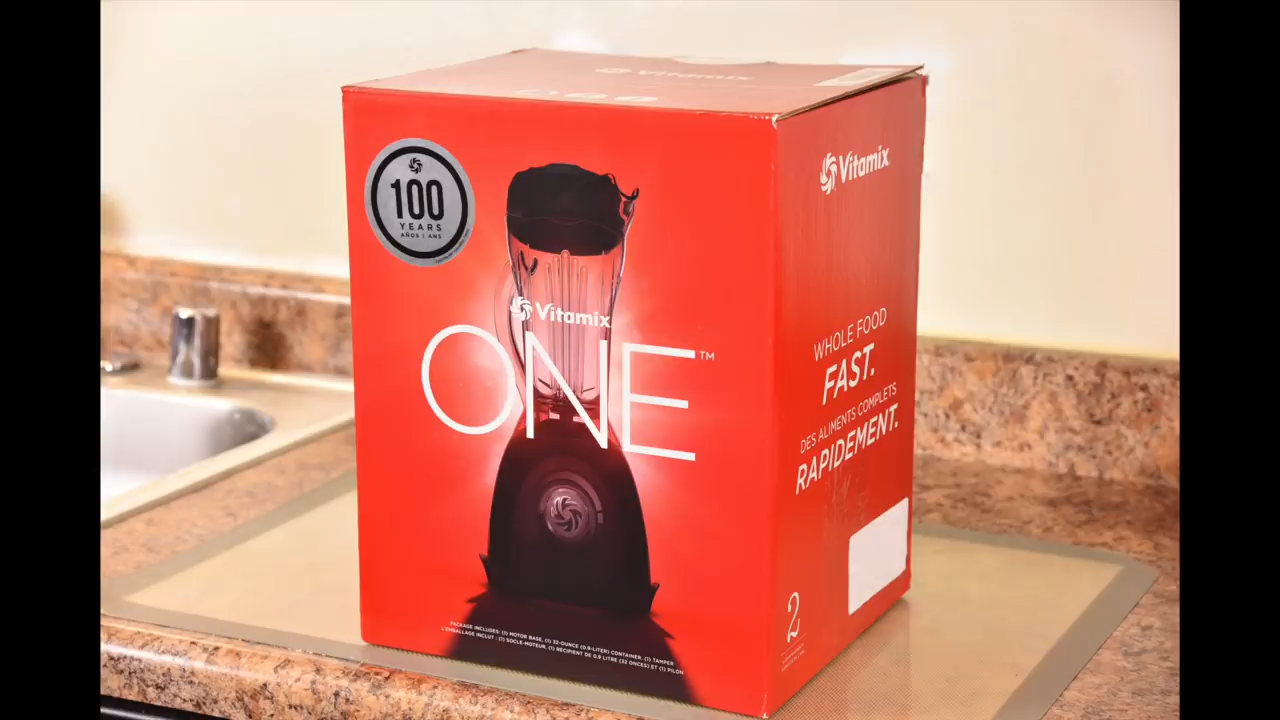 Vitamix
100
YEARS
AÑOS | ANS
Vitamix
ONE™
PACKAGE INCLUDES: (1) MOTOR BASE, (1) 32-OUNCE (0.9-LITER) CONTAINER, (1) TAMPER
L'EMBALLAGE INCLUT : (1) SOCLE-MOTEUR, (1) RÉCIPIENT DE 0,9 LITRE (32 ONCES) ET (1) PILON
Vitamix
WHOLE FOOD
FAST.
DES ALIMENTS COMPLETS
RAPIDEMENT.
2